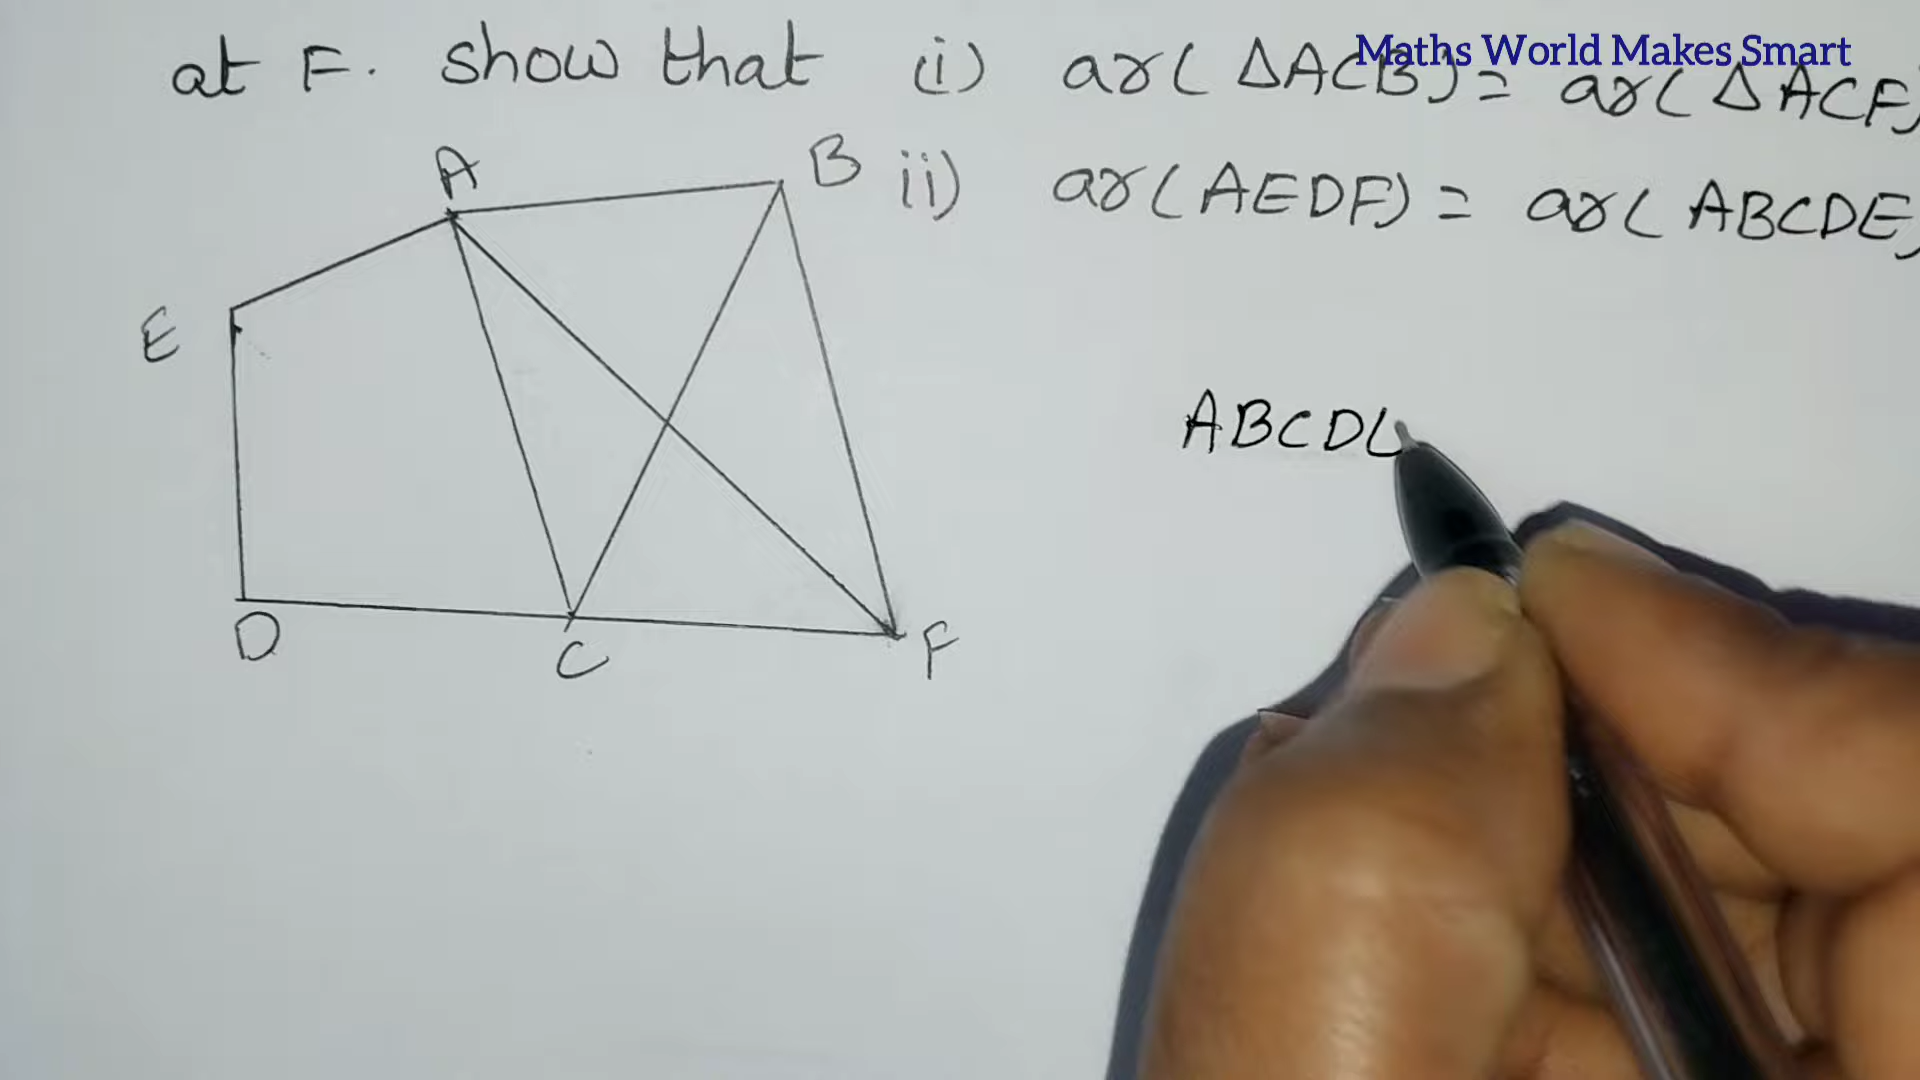 Maths World Makes Smart
at F. show that (i) ar(ΔACB) = ar(ΔACF)
ii) ar(AEDF) = ar(ABCDE)
A
B
E
ABCD
D
C
F